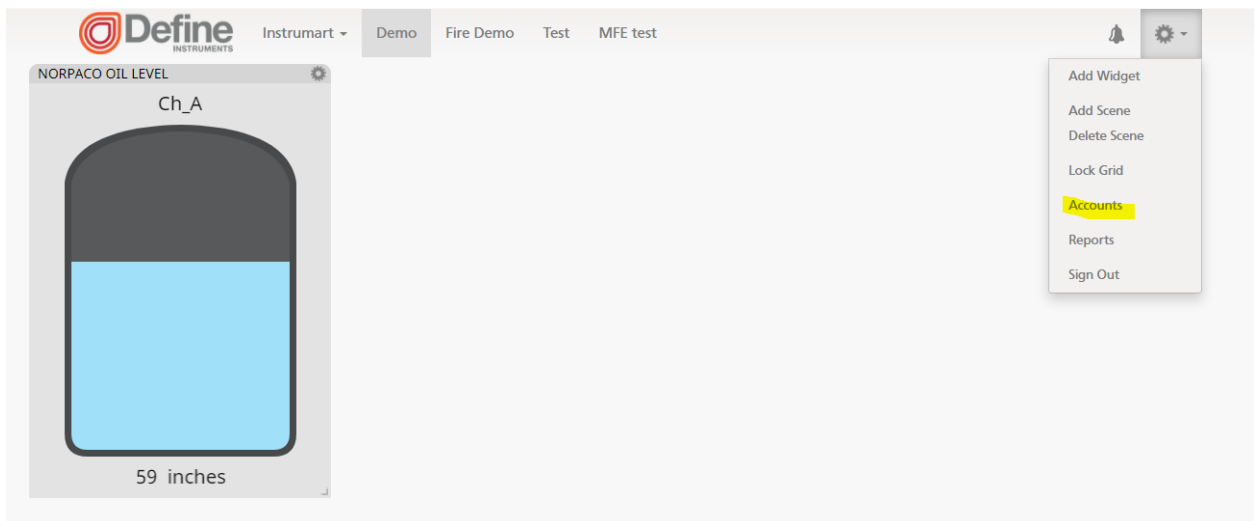 Define
INSTRUMENTS
Instrumart
Demo
Fire Demo
Test
MFE test
NORPACO OIL LEVEL
Ch_A
59 inches
Add Widget
Add Scene
Delete Scene
Lock Grid
Accounts
Reports
Sign Out